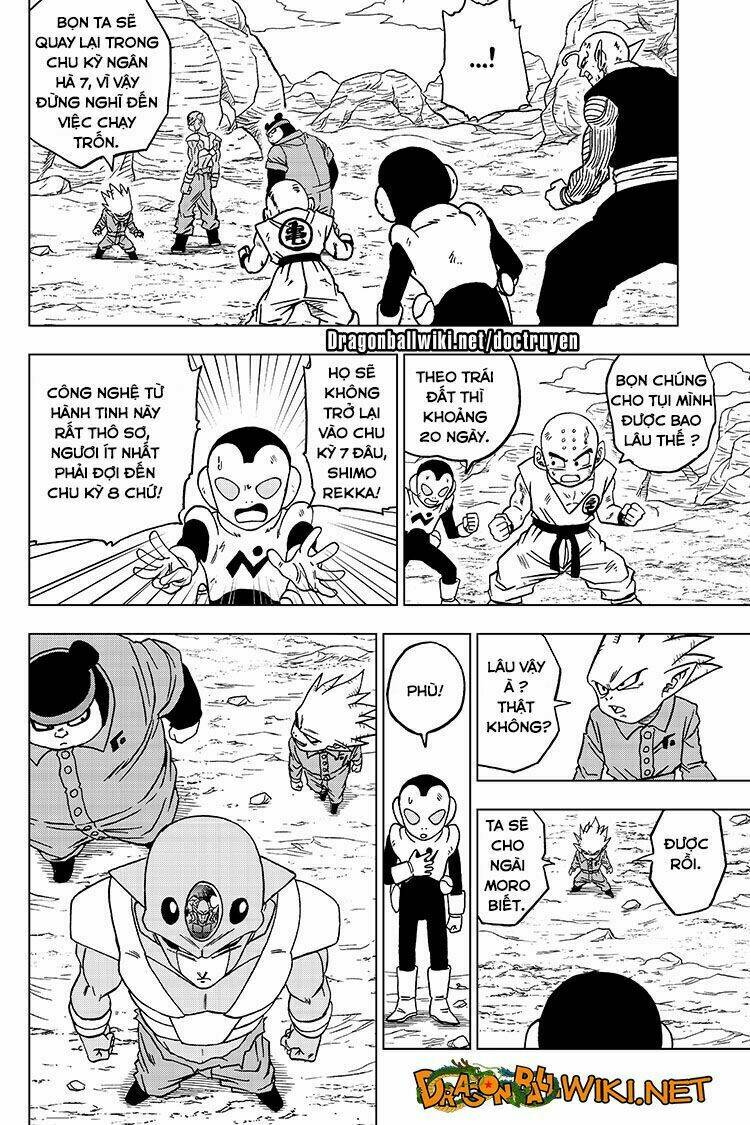 BỌN TA SẼ
QUAY LẠI TRONG
CHU KỲ NGÂN
HÀ 7, VÌ VẬY
ĐỪNG NGHĨ ĐẾN
VIỆC CHẠY
TRỐN.
...!
亀
Dragonballwiki.net/doctruyen
CÔNG NGHỆ TỪ
HÀNH TINH NÀY
RẤT THÔ SƠ,
NGƯƠI ÍT NHẤT
PHẢI ĐỢI ĐẾN
CHU KỲ 8 CHỨ!
HỌ SẼ
KHÔNG
TRỞ LẠI
VÀO CHU
KỲ 7 ĐÂU,
SHIMO
REKKA!
THEO TRÁI
ĐẤT THÌ
KHOẢNG
20 NGÀY.
BỌN CHÚNG
CHO TỤI MÌNH
ĐƯỢC BAO
LÂU THẾ ?
PHÙ!
LÂU VẬY
À ?
THẬT
KHÔNG?
TA SẼ
CHO
NGÀI
MORO
BIẾT.
ĐƯỢC
RỒI.
DRAGON BALL WIKI.NET